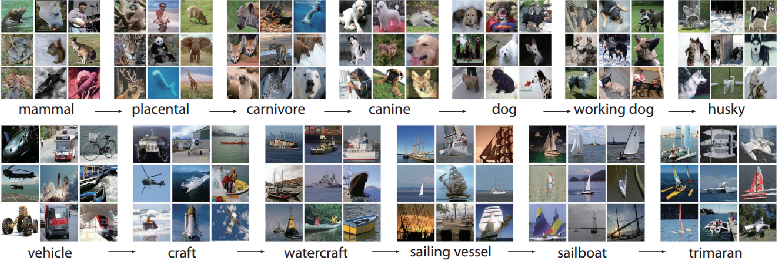 mammal placental carnivore canine dog working dog husky
vehicle craft watercraft sailing vessel sailboat trimaran